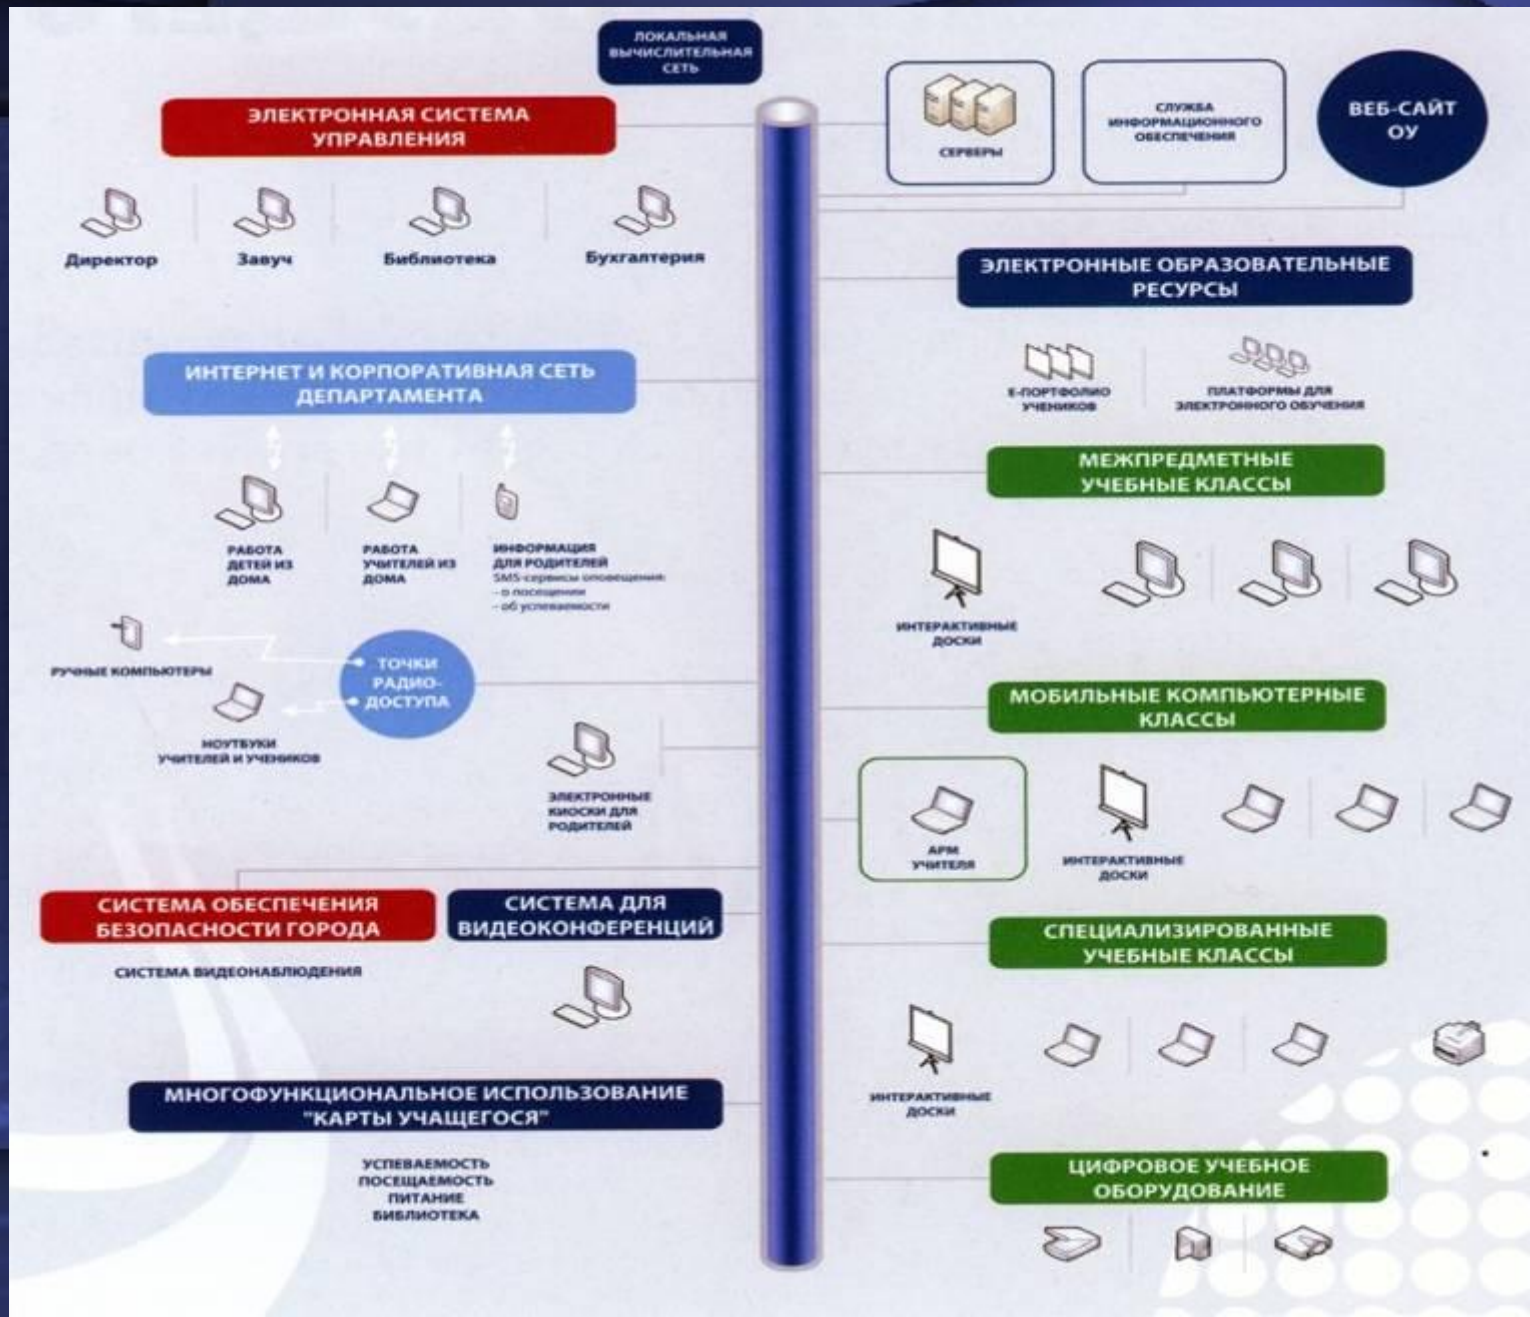 ЛОКАЛЬНАЯ
ВЫЧИСЛИТЕЛЬНАЯ
СЕТЬ
ЭЛЕКТРОННАЯ СИСТЕМА
УПРАВЛЕНИЯ
Директор
Завуч
Библиотека
Бухгалтерия
СЕРВЕРЫ
СЛУЖБА
ИНФОРМАЦИОННОГО
ОБЕСПЕЧЕНИЯ
ВЕБ-САЙТ
ОУ
ЭЛЕКТРОННЫЕ ОБРАЗОВАТЕЛЬНЫЕ
РЕСУРСЫ
Е-ПОРТФОЛИО
УЧЕНИКОВ
ПЛАТФОРМЫ ДЛЯ
ЭЛЕКТРОННОГО ОБУЧЕНИЯ
ИНТЕРНЕТ И КОРПОРАТИВНАЯ СЕТЬ
ДЕПАРТАМЕНТА
РАБОТА
ДЕТЕЙ ИЗ
ДОМА
РАБОТА
УЧИТЕЛЕЙ ИЗ
ДОМА
ИНФОРМАЦИЯ
ДЛЯ РОДИТЕЛЕЙ
SMS-сервисы оповещения:
- о посещении
- об успеваемости
МЕЖПРЕДМЕТНЫЕ
УЧЕБНЫЕ КЛАССЫ
ИНТЕРАКТИВНЫЕ
ДОСКИ
РУЧНЫЕ КОМПЬЮТЕРЫ
ТОЧКИ
РАДИО-
ДОСТУПА
НОУТБУКИ
УЧИТЕЛЕЙ И УЧЕНИКОВ
ЭЛЕКТРОННЫЕ
КИОСКИ ДЛЯ
РОДИТЕЛЕЙ
МОБИЛЬНЫЕ КОМПЬЮТЕРНЫЕ
КЛАССЫ
АРМ
УЧИТЕЛЯ
ИНТЕРАКТИВНЫЕ
ДОСКИ
СИСТЕМА ОБЕСПЕЧЕНИЯ
БЕЗОПАСНОСТИ ГОРОДА
СИСТЕМА ВИДЕОНАБЛЮДЕНИЯ
СИСТЕМА ДЛЯ
ВИДЕОКОНФЕРЕНЦИЙ
СПЕЦИАЛИЗИРОВАННЫЕ
УЧЕБНЫЕ КЛАССЫ
ИНТЕРАКТИВНЫЕ
ДОСКИ
МНОГОФУНКЦИОНАЛЬНОЕ ИСПОЛЬЗОВАНИЕ
"КАРТЫ УЧАЩЕГОСЯ"
УСПЕВАЕМОСТЬ
ПОСЕЩАЕМОСТЬ
ПИТАНИЕ
БИБЛИОТЕКА
ЦИФРОВОЕ УЧЕБНОЕ
ОБОРУДОВАНИЕ